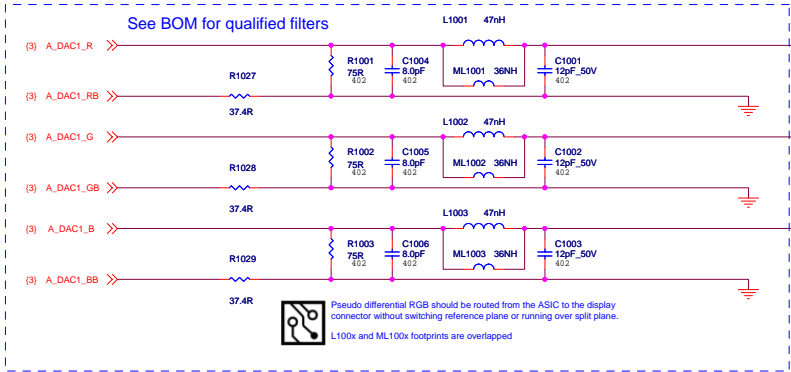 See BOM for qualified filters
L1001 47nH
{3} A_DAC1_R
R1001
75R
402
C1004
8.0pF
402
ML1001 36NH
C1001
12pF_50V
402
R1027
{3} A_DAC1_RB
37.4R
L1002 47nH
{3} A_DAC1_G
R1002
75R
402
C1005
8.0pF
402
ML1002 36NH
C1002
12pF_50V
402
R1028
{3} A_DAC1_GB
37.4R
L1003 47nH
{3} A_DAC1_B
R1003
75R
402
C1006
8.0pF
402
ML1003 36NH
C1003
12pF_50V
402
R1029
{3} A_DAC1_BB
37.4R
Pseudo differential RGB should be routed from the ASIC to the display
connector without switching reference plane or running over split plane.
L100x and ML100x footprints are overlapped